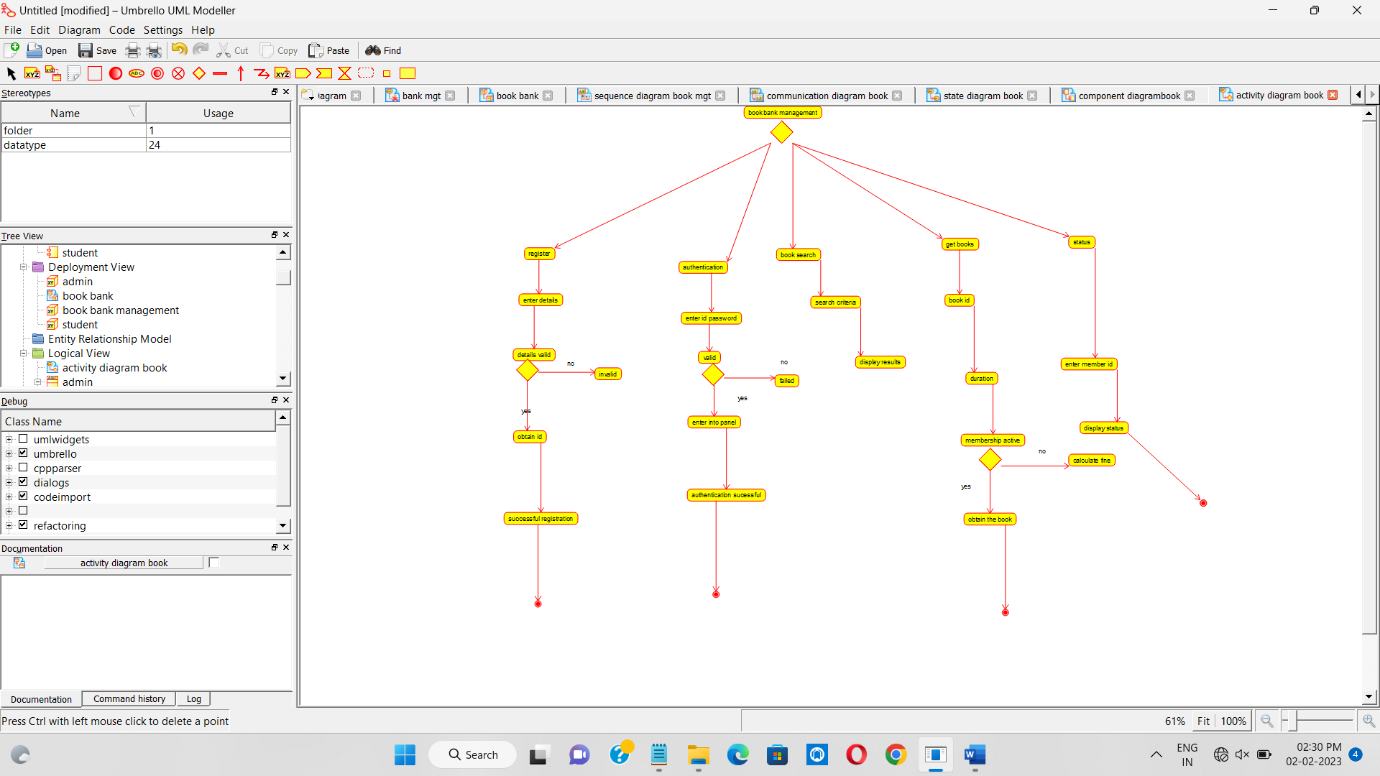 Untitled [modified] – Umbrello UML Modeller
File Edit Diagram Code Settings Help
Open Save Cut Copy Paste Find
XYZ ABC XYZ
Stereotypes
Name Usage
folder 1
datatype 24
Tree View
student
Deployment View
admin
book bank
book bank management
student
Entity Relationship Model
Logical View
activity diagram book
admin
Debug
Class Name
umlwidgets
umbrello
cppparser
dialogs
codeimport
refactoring
Documentation
activity diagram book
Documentation Command history Log
Press Ctrl with left mouse click to delete a point
iagram bank mgt book bank sequence diagram book mgt communication diagram book state diagram book component diagrambook activity diagram book
book bank management
register
authentication
book search
get books
status
enter details
enter id password
search criteria
book id
details valid
no
invalid
valid
no
failed
display results
duration
enter member id
yes
obtain id
yes
enter into panel
membership active
no
calculate fine
display status
yes
successful registration
authentication sucessful
obtain the book
61% Fit 100%
Search
ENG
IN
02:30 PM
02-02-2023
4